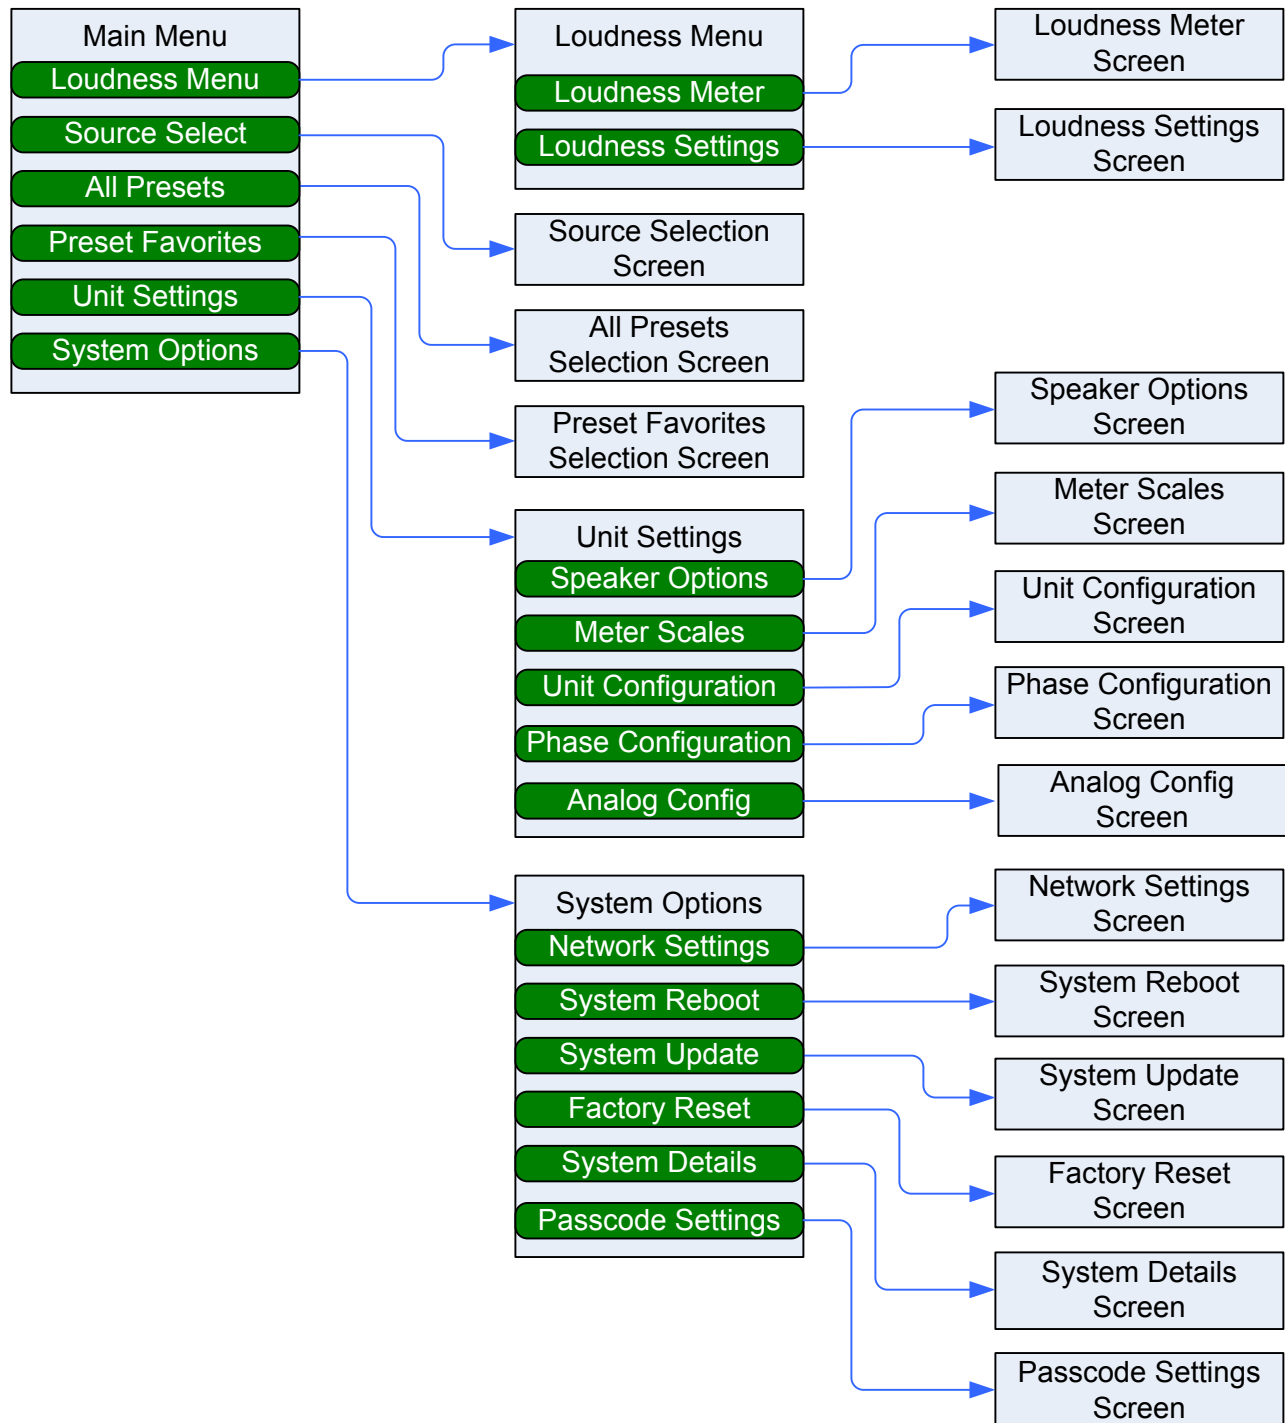 Main Menu
Loudness Menu
Source Select
All Presets
Preset Favorites
Unit Settings
System Options
Loudness Menu
Loudness Meter
Loudness Settings
Loudness Meter
Screen
Loudness Settings
Screen
Source Selection
Screen
All Presets
Selection Screen
Preset Favorites
Selection Screen
Unit Settings
Speaker Options
Meter Scales
Unit Configuration
Phase Configuration
Analog Config
Speaker Options
Screen
Meter Scales
Screen
Unit Configuration
Screen
Phase Configuration
Screen
Analog Config
Screen
System Options
Network Settings
System Reboot
System Update
Factory Reset
System Details
Passcode Settings
Network Settings
Screen
System Reboot
Screen
System Update
Screen
Factory Reset
Screen
System Details
Screen
Passcode Settings
Screen